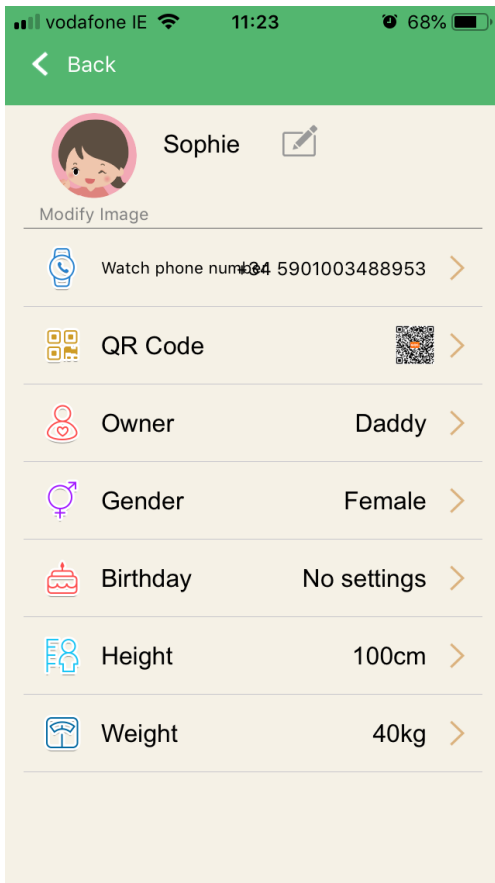 vodafone IE 11:23 68%
Back
Sophie
Modify Image
Watch phone number +34 5901003488953
QR Code
Owner Daddy
Gender Female
Birthday No settings
Height 100cm
Weight 40kg